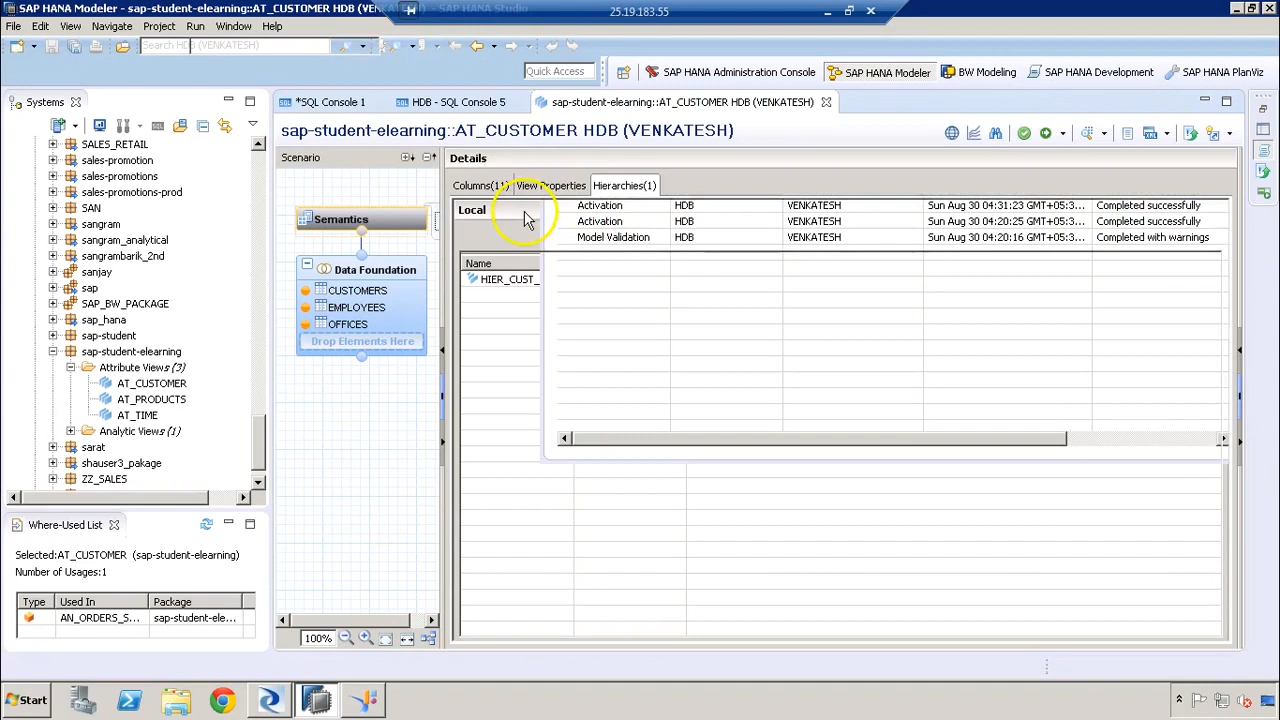 SAP HANA Modeler - sap-student-elearning::AT_CUSTOMER HDB (VENKATESH) - SAP HANA Studio
25.19.183.55
File Edit View Navigate Project Run Window Help
Search HDB (VENKATESH)
Quick Access
SAP HANA Administration Console
SAP HANA Modeler
BW Modeling
SAP HANA Development
SAP HANA PlanViz
Systems
*SQL Console 1
HDB - SQL Console 5
sap-student-elearning::AT_CUSTOMER HDB (VENKATESH)
sap-student-elearning::AT_CUSTOMER HDB (VENKATESH)
SALES_RETAIL
sales-promotion
sales-promotions
sales-promotions-prod
SAN
sangram
sangram_analytical
sangrambarik_2nd
sanjay
sap
SAP_BW_PACKAGE
sap_hana
sap-student
sap-student-elearning
Attribute Views (3)
AT_CUSTOMER
AT_PRODUCTS
AT_TIME
Analytic Views (1)
sarat
shauser3_pakage
ZZ_SALES
Scenario
Semantics
Data Foundation
CUSTOMERS
EMPLOYEES
OFFICES
Drop Elements Here
100%
Details
Columns(11) View Properties Hierarchies(1)
Local
Name
HIER_CUST_
Activation HDB VENKATESH Sun Aug 30 04:31:23 GMT+05:3... Completed successfully
Activation HDB VENKATESH Sun Aug 30 04:20:25 GMT+05:3... Completed successfully
Model Validation HDB VENKATESH Sun Aug 30 04:20:16 GMT+05:3... Completed with warnings
Where-Used List
Selected:AT_CUSTOMER (sap-student-elearning)
Number of Usages:1
Type Used In Package
AN_ORDERS_S... sap-student-ele...
Start